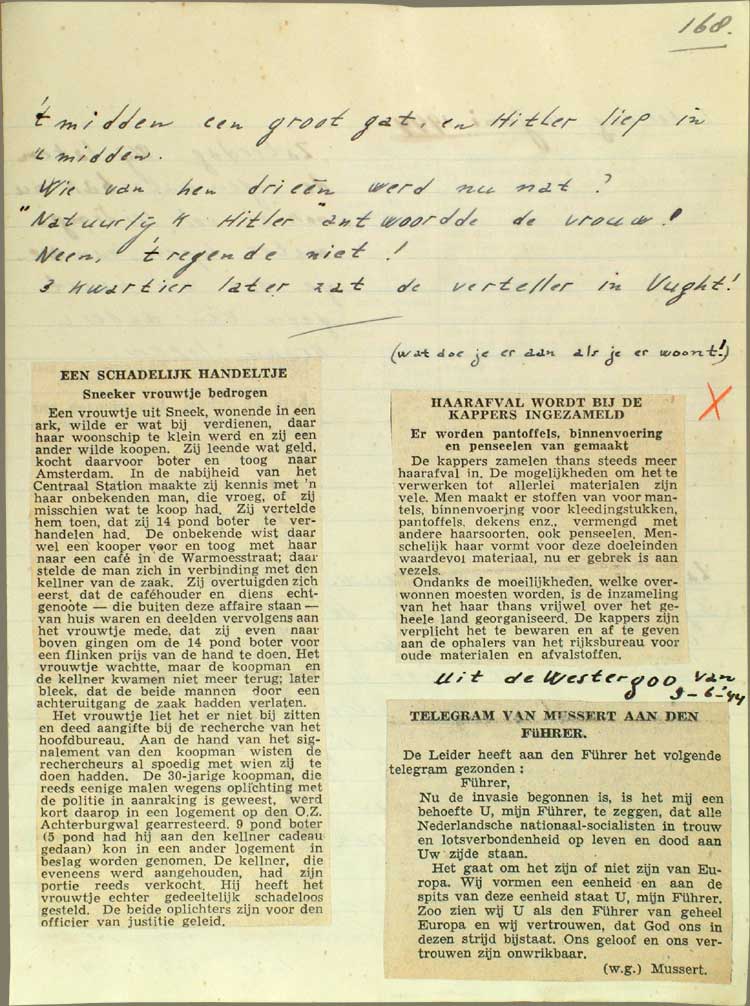 168.
't midden een groot gat, en Hitler liep in
't midden.
Wie van hen drieën werd nu nat?
"Natuurlijk Hitler" antwoordde de vrouw!
Neen, 't regende niet!
3 kwartier later zat de verteller in Vught!
(wat doe je er aan als je er woont!)
EEN SCHADELIJK HANDELTJE
Sneeker vrouwtje bedrogen
Een vrouwtje uit Sneek, wonende in een
ark, wilde er wat bij verdienen, daar
haar woonschip te klein werd en zij een
ander wilde koopen. Zij leende wat geld,
kocht daarvoor boter en toog naar
Amsterdam. In de nabijheid van het
Centraal Station maakte zij kennis met 'n
haar onbekenden man, die vroeg, of zij
misschien wat te koop had. Zij vertelde
hem toen, dat zij 14 pond boter te ver-
handelen had. De onbekende wist daar
wel een kooper voor en toog met haar
naar een café in de Warmoesstraat; daar
stelde de man zich in verbinding met den
kellner van de zaak. Zij overtuigden zich
eerst, dat de caféhouder en diens echt-
genoote — die buiten deze affaire staan —
van huis waren en deelden vervolgens aan
het vrouwtje mede, dat zij even naar
boven gingen om de 14 pond boter voor
een flinken prijs van de hand te doen. Het
vrouwtje wachtte, maar de koopman en
de kellner kwamen niet meer terug; later
bleek, dat de beide mannen door een
achteruitgang de zaak hadden verlaten.
Het vrouwtje liet het er niet bij zitten
en deed aangifte bij de recherche van het
hoofdbureau. Aan de hand van het sig-
nalement van den koopman wisten de
rechercheurs al spoedig met wien zij te
doen hadden. De 30-jarige koopman, die
reeds eenige malen wegens oplichting met
de politie in aanraking is geweest, werd
kort daarop in een logement op den O.Z.
Achterburgwal gearresteerd. 9 pond boter
(5 pond had hij aan den kellner cadeau
gedaan) kon in een ander logement in
beslag worden genomen. De kellner, die
eveneens werd aangehouden, had zijn
portie reeds verkocht. Hij heeft het
vrouwtje echter gedeeltelijk schadeloos
gesteld. De beide oplichters zijn voor den
officier van justitie geleid.
HAARAFVAL WORDT BIJ DE
KAPPERS INGEZAMELD
Er worden pantoffels, binnenvoering
en penseelen van gemaakt
De kappers zamelen thans steeds meer
haarafval in. De mogelijkheden om het te
verwerken tot allerlei materialen zijn
vele. Men maakt er stoffen van voor man-
tels, binnenvoering voor kleedingstukken,
pantoffels, dekens enz., vermengd met
andere haarsoorten, ook penseelen. Men-
schelijk haar vormt voor deze doeleinden
waardevol materiaal, nu er gebrek is aan
vezels.
Ondanks de moeilijkheden, welke over-
wonnen moesten worden, is de inzameling
van het haar thans vrijwel over het ge-
heele land georganiseerd. De kappers zijn
verplicht het te bewaren en af te geven
aan de ophalers van het rijksbureau voor
oude materialen en afvalstoffen.
Uit de Westergoo van
9-6-'44
TELEGRAM VAN MUSSERT AAN DEN
FüHRER.
De Leider heeft aan den Führer het volgende
telegram gezonden:
Führer,
Nu de invasie begonnen is, is het mij een
behoefte U, mijn Führer, te zeggen, dat alle
Nederlandsche nationaal-socialisten in trouw
en lotsverbondenheid op leven en dood aan
Uw zijde staan.
Het gaat om het zijn of niet zijn van Eu-
ropa. Wij vormen een eenheid en aan de
spits van deze eenheid staat U, mijn Führer.
Zoo zien wij U als den Führer van geheel
Europa en wij vertrouwen, dat God ons in
dezen strijd bijstaat. Ons geloof en ons ver-
trouwen zijn onwrikbaar.
(w.g.) Mussert.